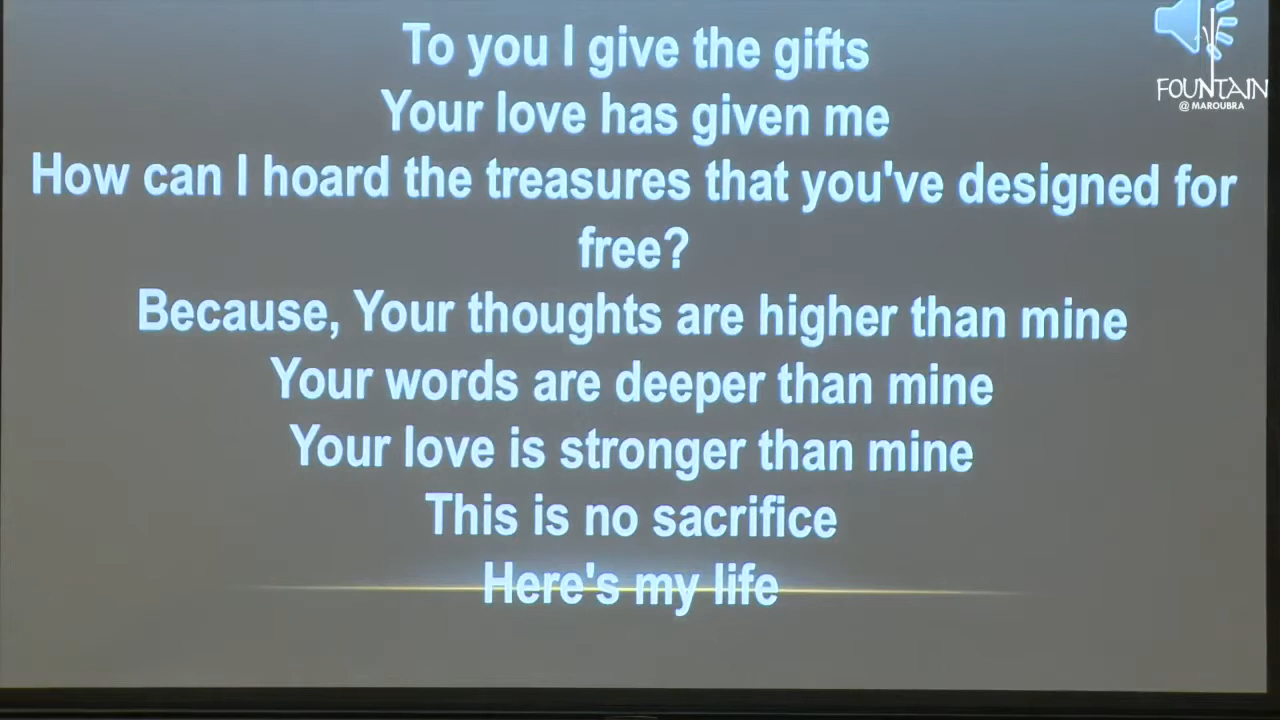 To you I give the gifts
Your love has given me
How can I hoard the treasures that you've designed for
free?
Because, Your thoughts are higher than mine
Your words are deeper than mine
Your love is stronger than mine
This is no sacrifice
Here's my life
FOUNTAIN
@ MAROUBRA